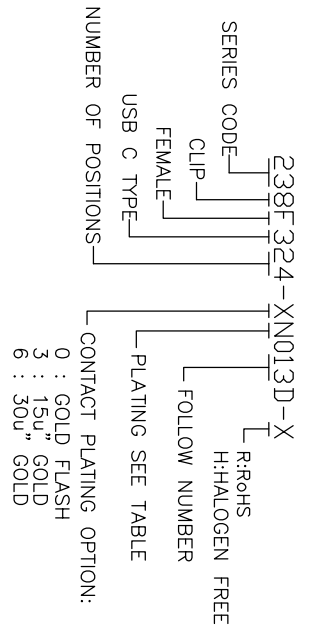 238F324-XN013D-X
SERIES CODE
CLIP
FEMALE
USB C TYPE
NUMBER OF POSITIONS
R:RoHS
H:HALOGEN FREE
FOLLOW NUMBER
PLATING SEE TABLE
CONTACT PLATING OPTION:
0 : GOLD FLASH
3 : 15u" GOLD
6 : 30u" GOLD